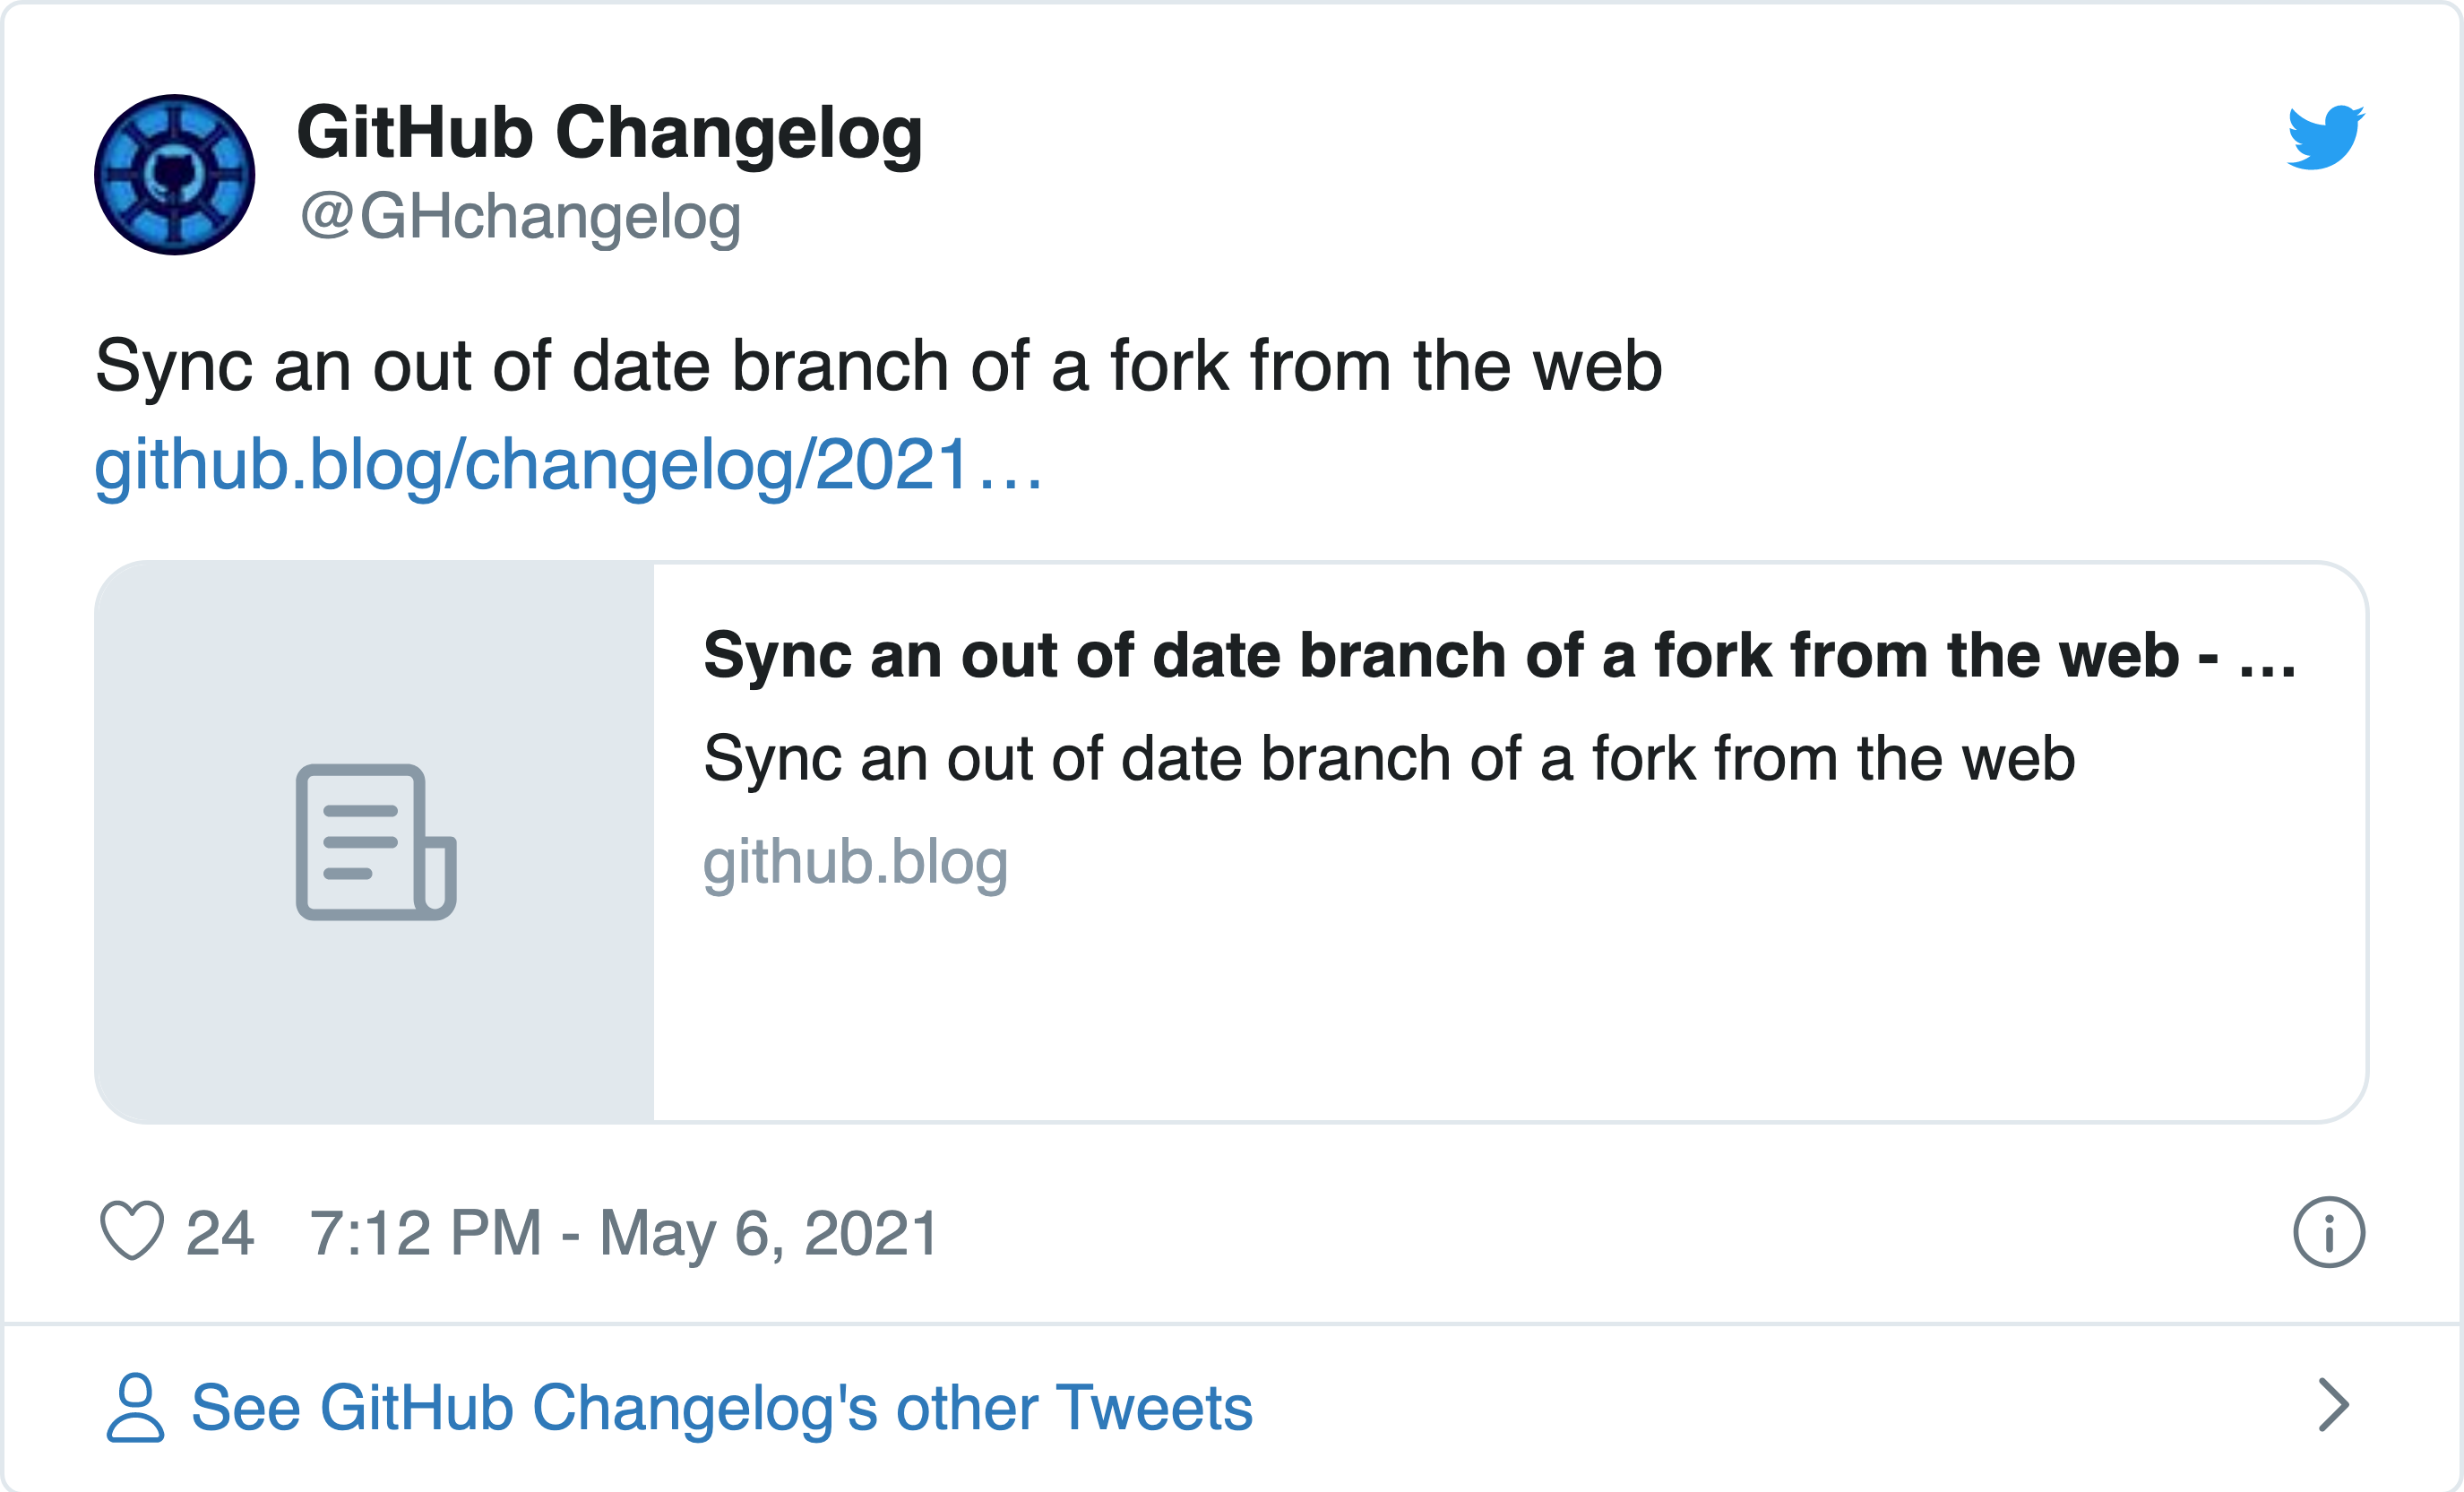 GitHub Changelog
@GHchangelog
Sync an out of date branch of a fork from the web
github.blog/changelog/2021…
Sync an out of date branch of a fork from the web - ...
Sync an out of date branch of a fork from the web
github.blog
24 7:12 PM - May 6, 2021
See GitHub Changelog's other Tweets